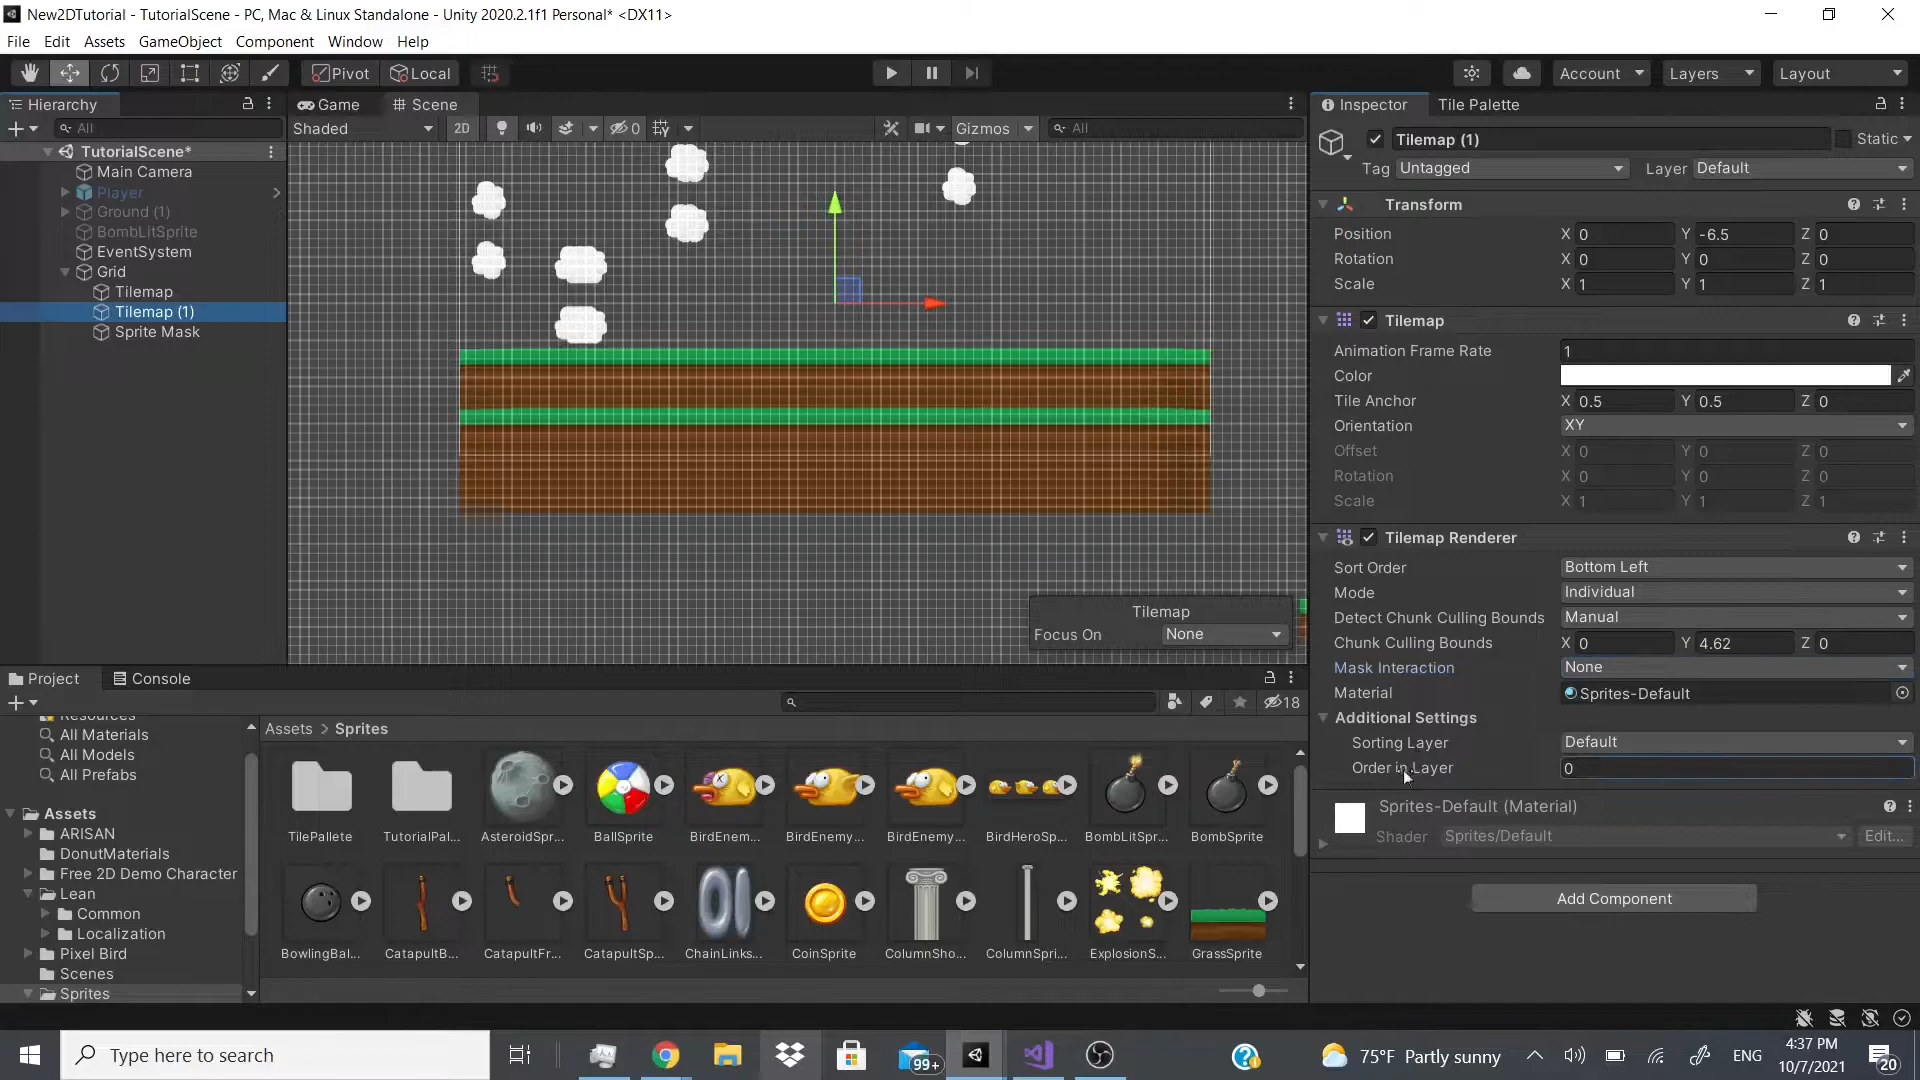 New2DTutorial - TutorialScene - PC, Mac & Linux Standalone - Unity 2020.2.1f1 Personal* <DX11>
File Edit Assets GameObject Component Window Help
Pivot Local Account Layers Layout
Hierarchy Game Scene Inspector Tile Palette
All Shaded 2D 0 Gizmos All
Tilemap (1) Static
Tag Untagged Layer Default
TutorialScene*
Main Camera
Player
Ground (1)
BombLitSprite
EventSystem
Grid
Tilemap
Tilemap (1)
Sprite Mask
Transform
Position X 0 Y -6.5 Z 0
Rotation X 0 Y 0 Z 0
Scale X 1 Y 1 Z 1
Tilemap
Animation Frame Rate 1
Color
Tile Anchor X 0.5 Y 0.5 Z 0
Orientation XY
Offset X 0 Y 0 Z 0
Rotation X 0 Y 0 Z 0
Scale X 1 Y 1 Z 1
Tilemap Renderer
Sort Order Bottom Left
Mode Individual
Detect Chunk Culling Bounds Manual
Chunk Culling Bounds X 0 Y 4.62 Z 0
Mask Interaction None
Material Sprites-Default
Additional Settings
Sorting Layer Default
Order in Layer 0
Sprites-Default (Material)
Shader Sprites/Default Edit...
Add Component
Tilemap
Focus On None
Project Console
18
Resources
All Materials
All Models
All Prefabs
Assets
ARISAN
DonutMaterials
Free 2D Demo Character
Lean
Common
Localization
Pixel Bird
Scenes
Sprites
Assets > Sprites
TilePallete TutorialPal... AsteroidSpr... BallSprite BirdEnem... BirdEnemy... BirdEnemy... BirdHeroSp... BombLitSpr... BombSprite
BowlingBal... CatapultB... CatapultFr... CatapultSp... ChainLinks... CoinSprite ColumnSho... ColumnSpri... ExplosionS... GrassSprite
Type here to search
99+
75°F Partly sunny
ENG
4:37 PM
10/7/2021
20